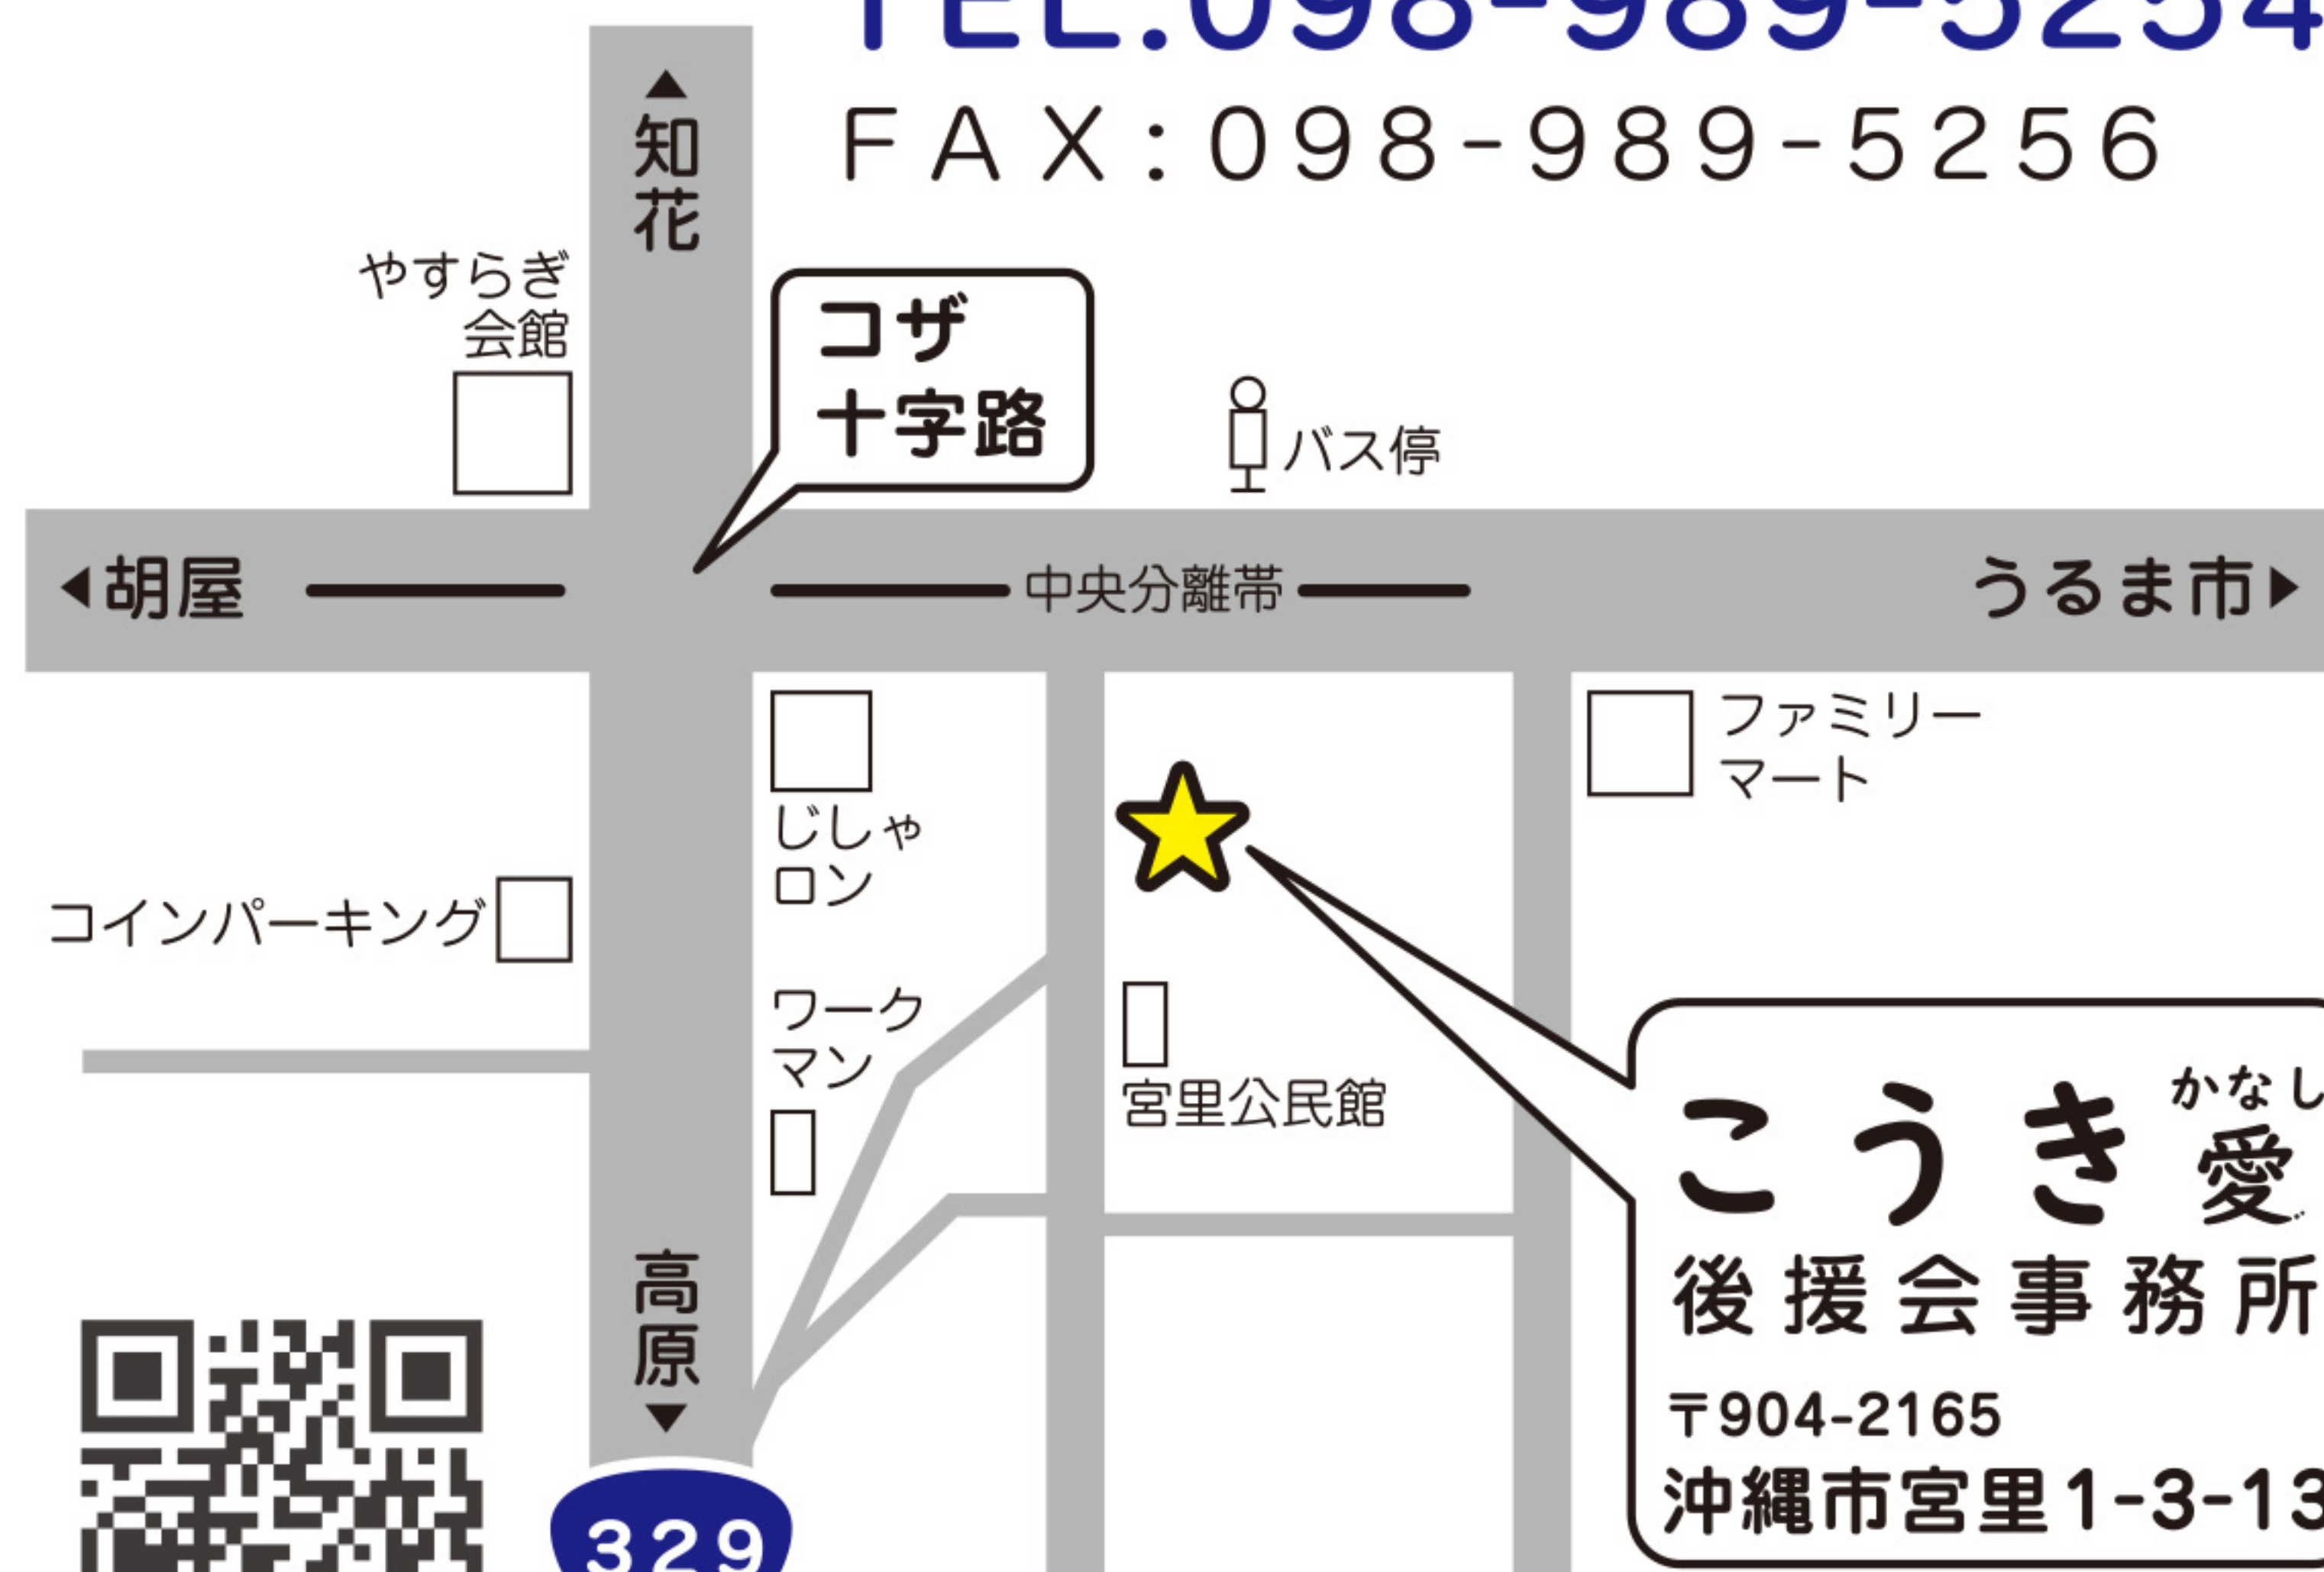 TEL.098-989-5254
FAX:098-989-5256
知花
やすらぎ
会館
コザ
十字路
バス停
胡屋
中央分離帯
うるま市
じしゃ
ロン
ファミリー
マート
コインパーキング
ワーク
マン
宮里公民館
高原
329
かなし
こうき愛
後援会事務所
〒904-2165
沖縄市宮里1-3-13